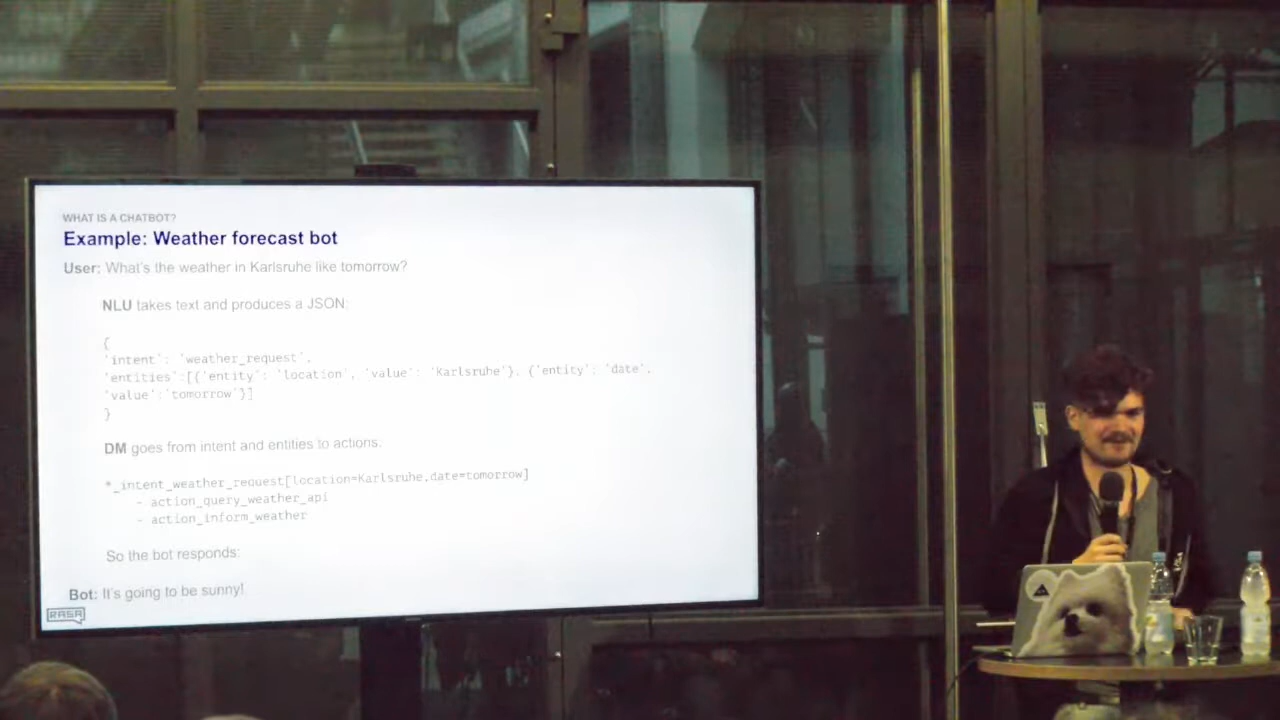 WHAT IS A CHATBOT?
Example: Weather forecast bot
User: What's the weather in Karlsruhe like tomorrow?
NLU takes text and produces a JSON:
{
'intent': 'weather_request',
'entities':[{'entity': 'location', 'value': 'Karlsruhe'}, {'entity': 'date',
'value':'tomorrow'}]
}
DM goes from intent and entities to actions.
*_intent_weather_request[location=Karlsruhe,date=tomorrow]
- action_query_weather_api
- action_inform_weather
So the bot responds:
Bot: It's going to be sunny!
RASA